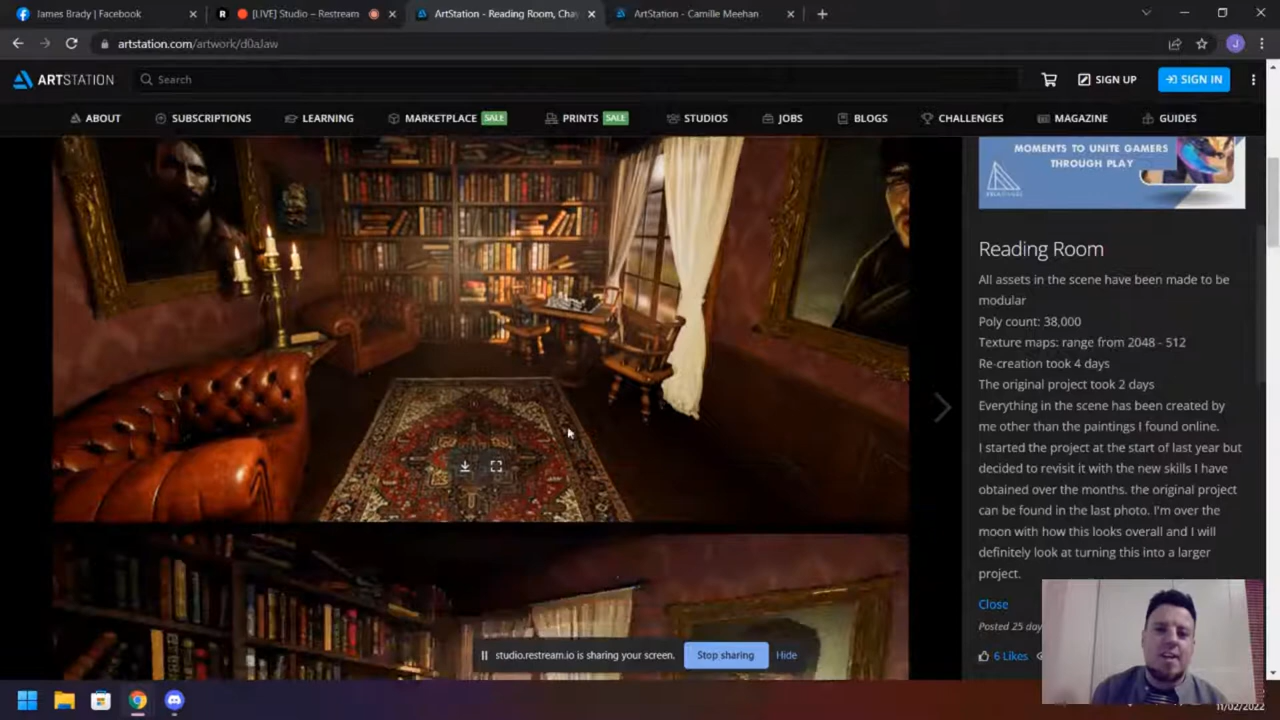 James Brady | Facebook
[LIVE] Studio – Restream
ArtStation - Reading Room, Cha
ArtStation - Camille Meehan
artstation.com/artwork/d0aJaw
ARTSTATION
Search
SIGN UP
SIGN IN
ABOUT
SUBSCRIPTIONS
LEARNING
MARKETPLACE SALE
PRINTS SALE
STUDIOS
JOBS
BLOGS
CHALLENGES
MAGAZINE
GUIDES
MOMENTS TO UNITE GAMERS
THROUGH PLAY
Reading Room
All assets in the scene have been made to be
modular
Poly count: 38,000
Texture maps: range from 2048 - 512
Re-creation took 4 days
The original project took 2 days
Everything in the scene has been created by
me other than the paintings I found online.
I started the project at the start of last year but
decided to revisit it with the new skills I have
obtained over the months. the original project
can be found in the last photo. I'm over the
moon with how this looks overall and I will
definitely look at turning this into a larger
project.
Close
Posted 25 day
6 Likes
studio.restream.io is sharing your screen.
Stop sharing
Hide
11/02/2022